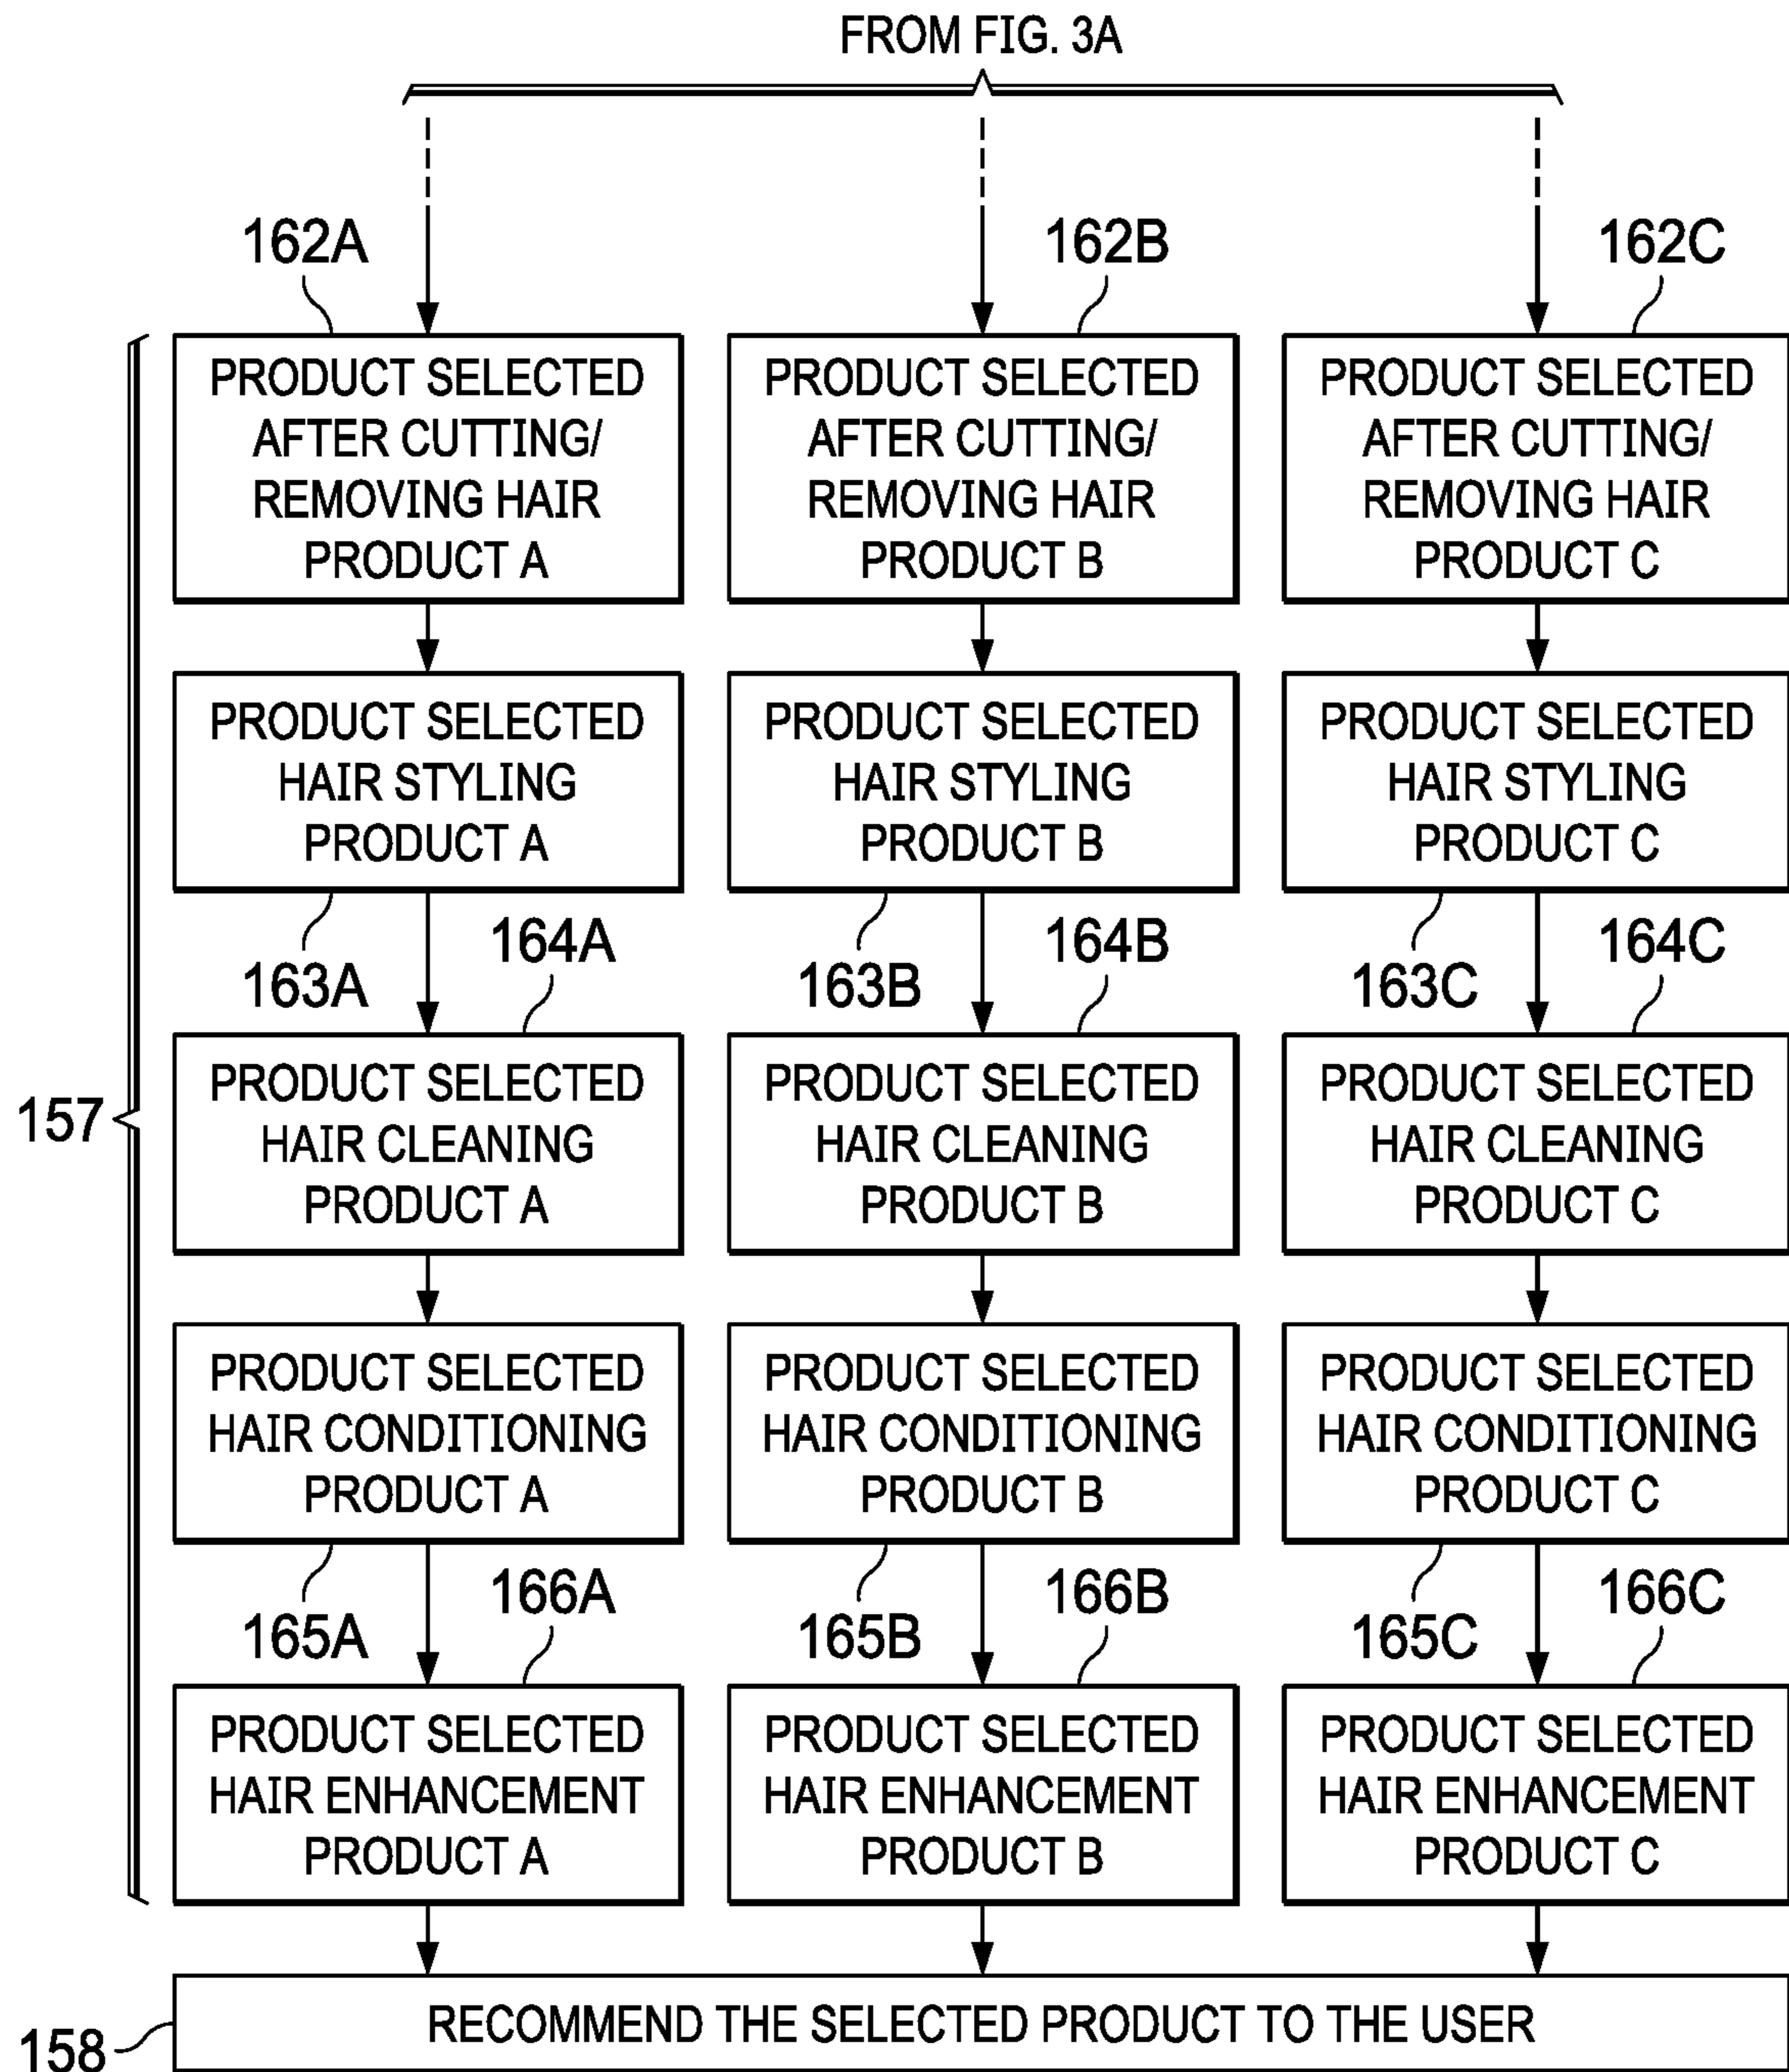 FROM FIG. 3A
162A
162B
162C
PRODUCT SELECTED
AFTER CUTTING/
REMOVING HAIR
PRODUCT A
PRODUCT SELECTED
AFTER CUTTING/
REMOVING HAIR
PRODUCT B
PRODUCT SELECTED
AFTER CUTTING/
REMOVING HAIR
PRODUCT C
PRODUCT SELECTED
HAIR STYLING
PRODUCT A
PRODUCT SELECTED
HAIR STYLING
PRODUCT B
PRODUCT SELECTED
HAIR STYLING
PRODUCT C
163A
164A
163B
164B
163C
164C
157
PRODUCT SELECTED
HAIR CLEANING
PRODUCT A
PRODUCT SELECTED
HAIR CLEANING
PRODUCT B
PRODUCT SELECTED
HAIR CLEANING
PRODUCT C
PRODUCT SELECTED
HAIR CONDITIONING
PRODUCT A
PRODUCT SELECTED
HAIR CONDITIONING
PRODUCT B
PRODUCT SELECTED
HAIR CONDITIONING
PRODUCT C
165A
166A
165B
166B
165C
166C
PRODUCT SELECTED
HAIR ENHANCEMENT
PRODUCT A
PRODUCT SELECTED
HAIR ENHANCEMENT
PRODUCT B
PRODUCT SELECTED
HAIR ENHANCEMENT
PRODUCT C
158
RECOMMEND THE SELECTED PRODUCT TO THE USER